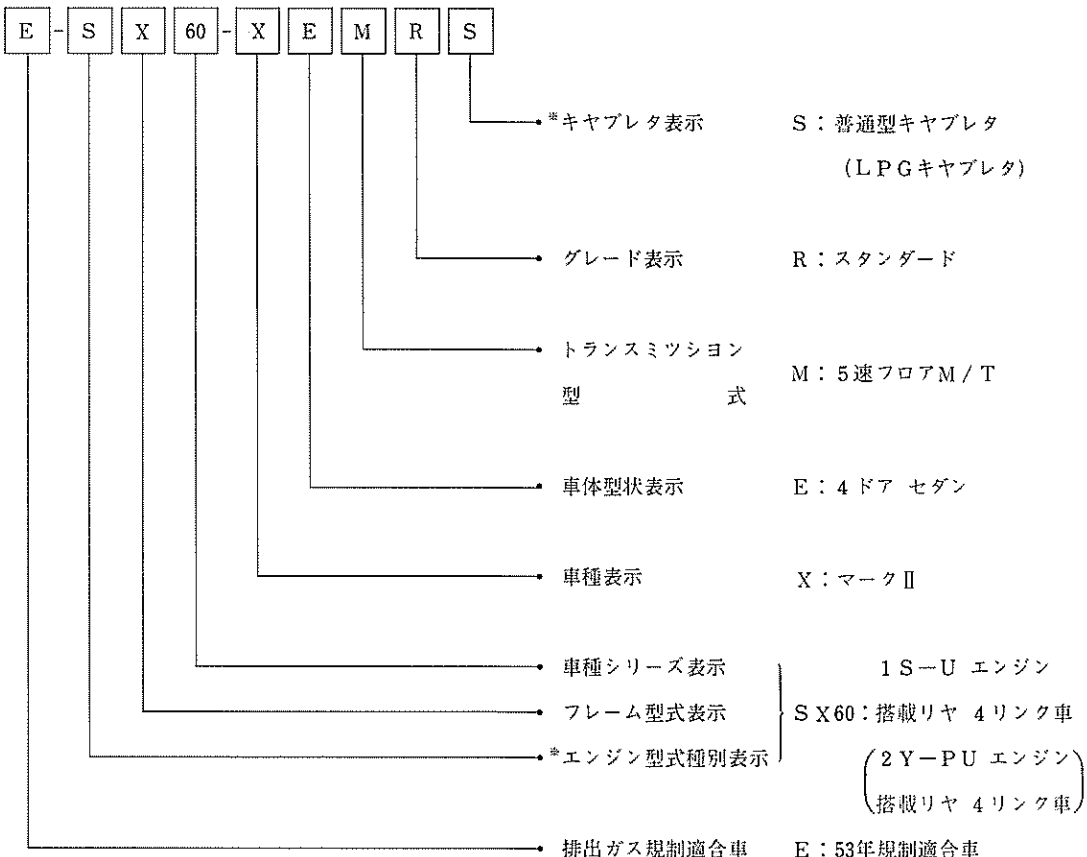 E-SX60-XEMRS
※キヤブレタ表示 S：普通型キヤブレタ
(LPGキヤブレタ)
グレード表示 R：スタンダード
トランスミツシヨン
型 式 M：5速フロアM/T
車体型状表示 E：4ドア セダン
車種表示 X：マークⅡ
車種シリーズ表示 1S－U エンジン
フレーム型式表示 SX60：搭載リヤ 4リンク車
※エンジン型式種別表示 (2Y－PU エンジン
搭載リヤ 4リンク車)
排出ガス規制適合車 E：53年規制適合車